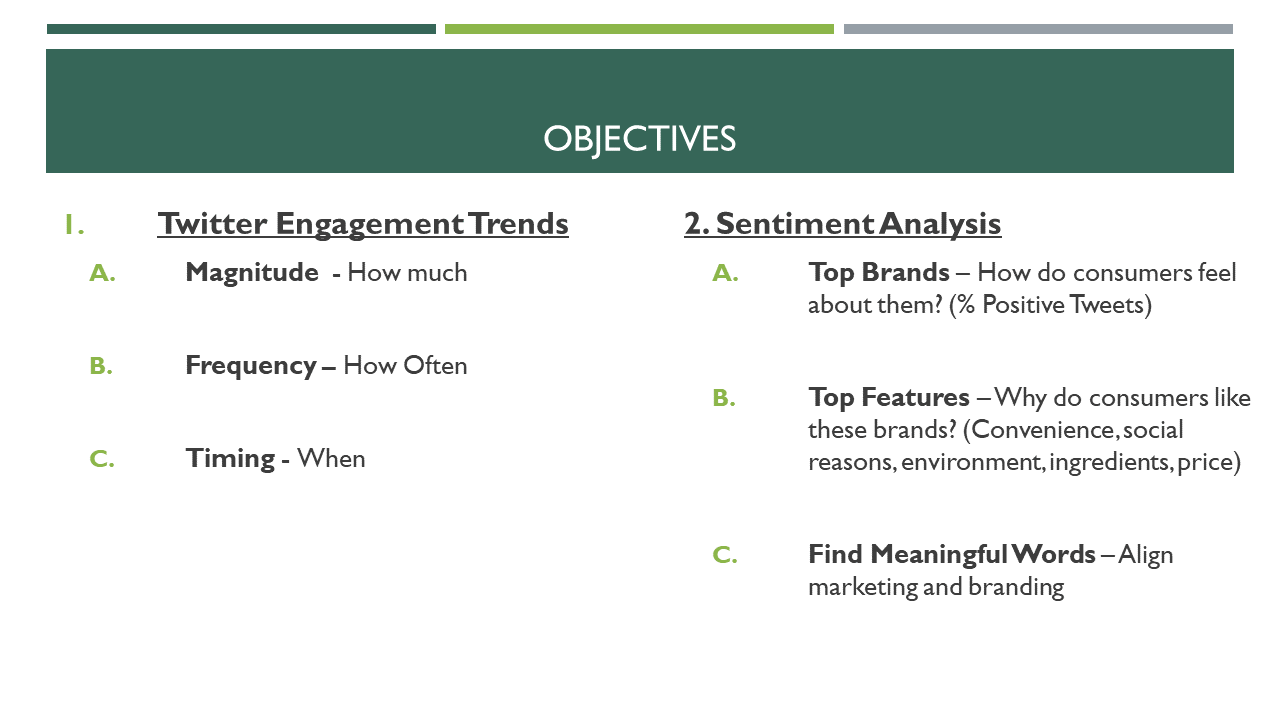 OBJECTIVES
1. Twitter Engagement Trends
A. Magnitude - How much
B. Frequency – How Often
C. Timing - When
2. Sentiment Analysis
A. Top Brands – How do consumers feel
about them? (% Positive Tweets)
B. Top Features – Why do consumers like
these brands? (Convenience, social
reasons, environment, ingredients, price)
C. Find Meaningful Words – Align
marketing and branding